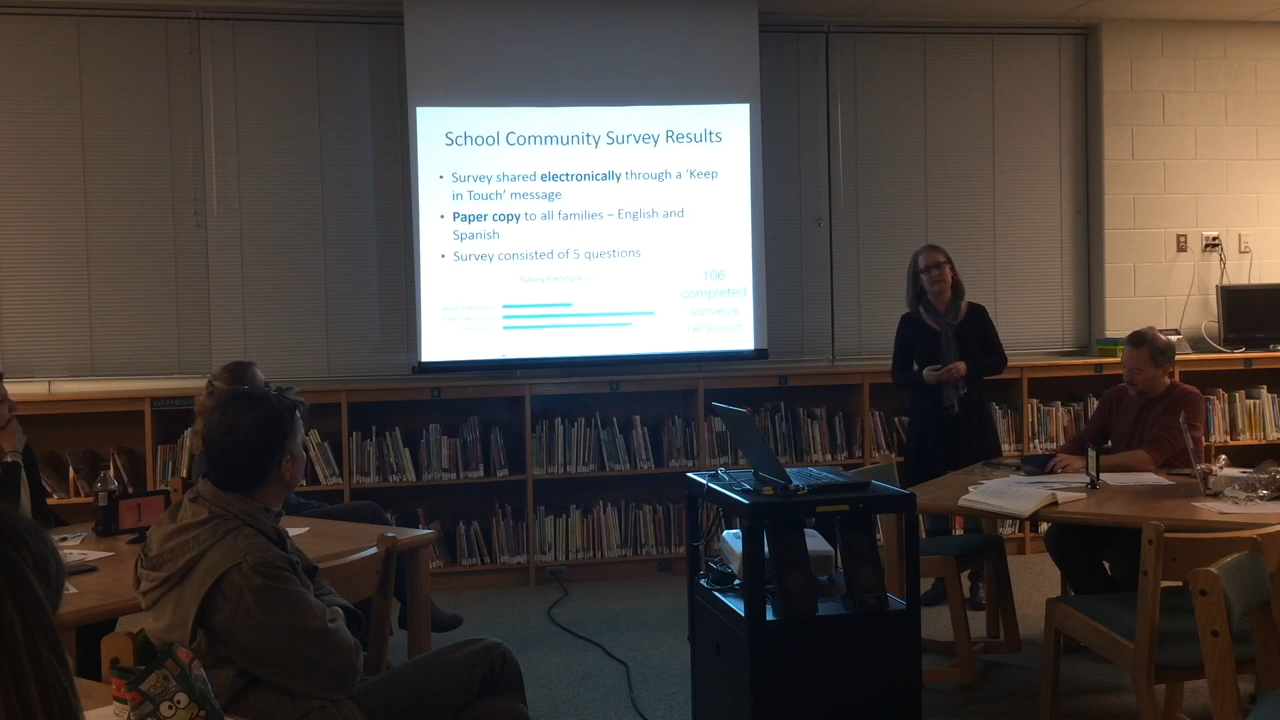 School Community Survey Results
• Survey shared electronically through a ‘Keep
in Touch’ message
• Paper copy to all families – English and
Spanish
• Survey consisted of 5 questions
106
completed
surveys
received